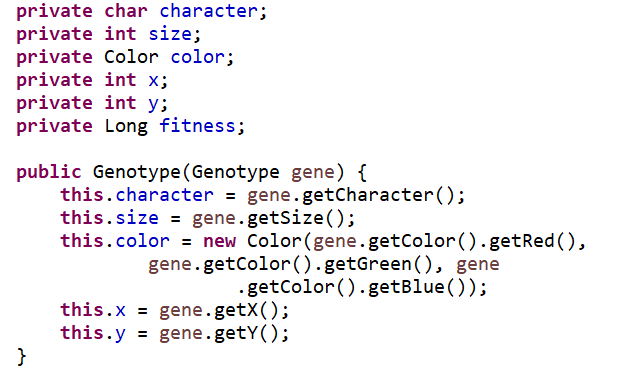 private char character;
private int size;
private Color color;
private int x;
private int y;
private Long fitness;
public Genotype(Genotype gene) {
this.character = gene.getCharacter();
this.size = gene.getSize();
this.color = new Color(gene.getColor().getRed(),
gene.getColor().getGreen(), gene
.getColor().getBlue());
this.x = gene.getX();
this.y = gene.getY();
}